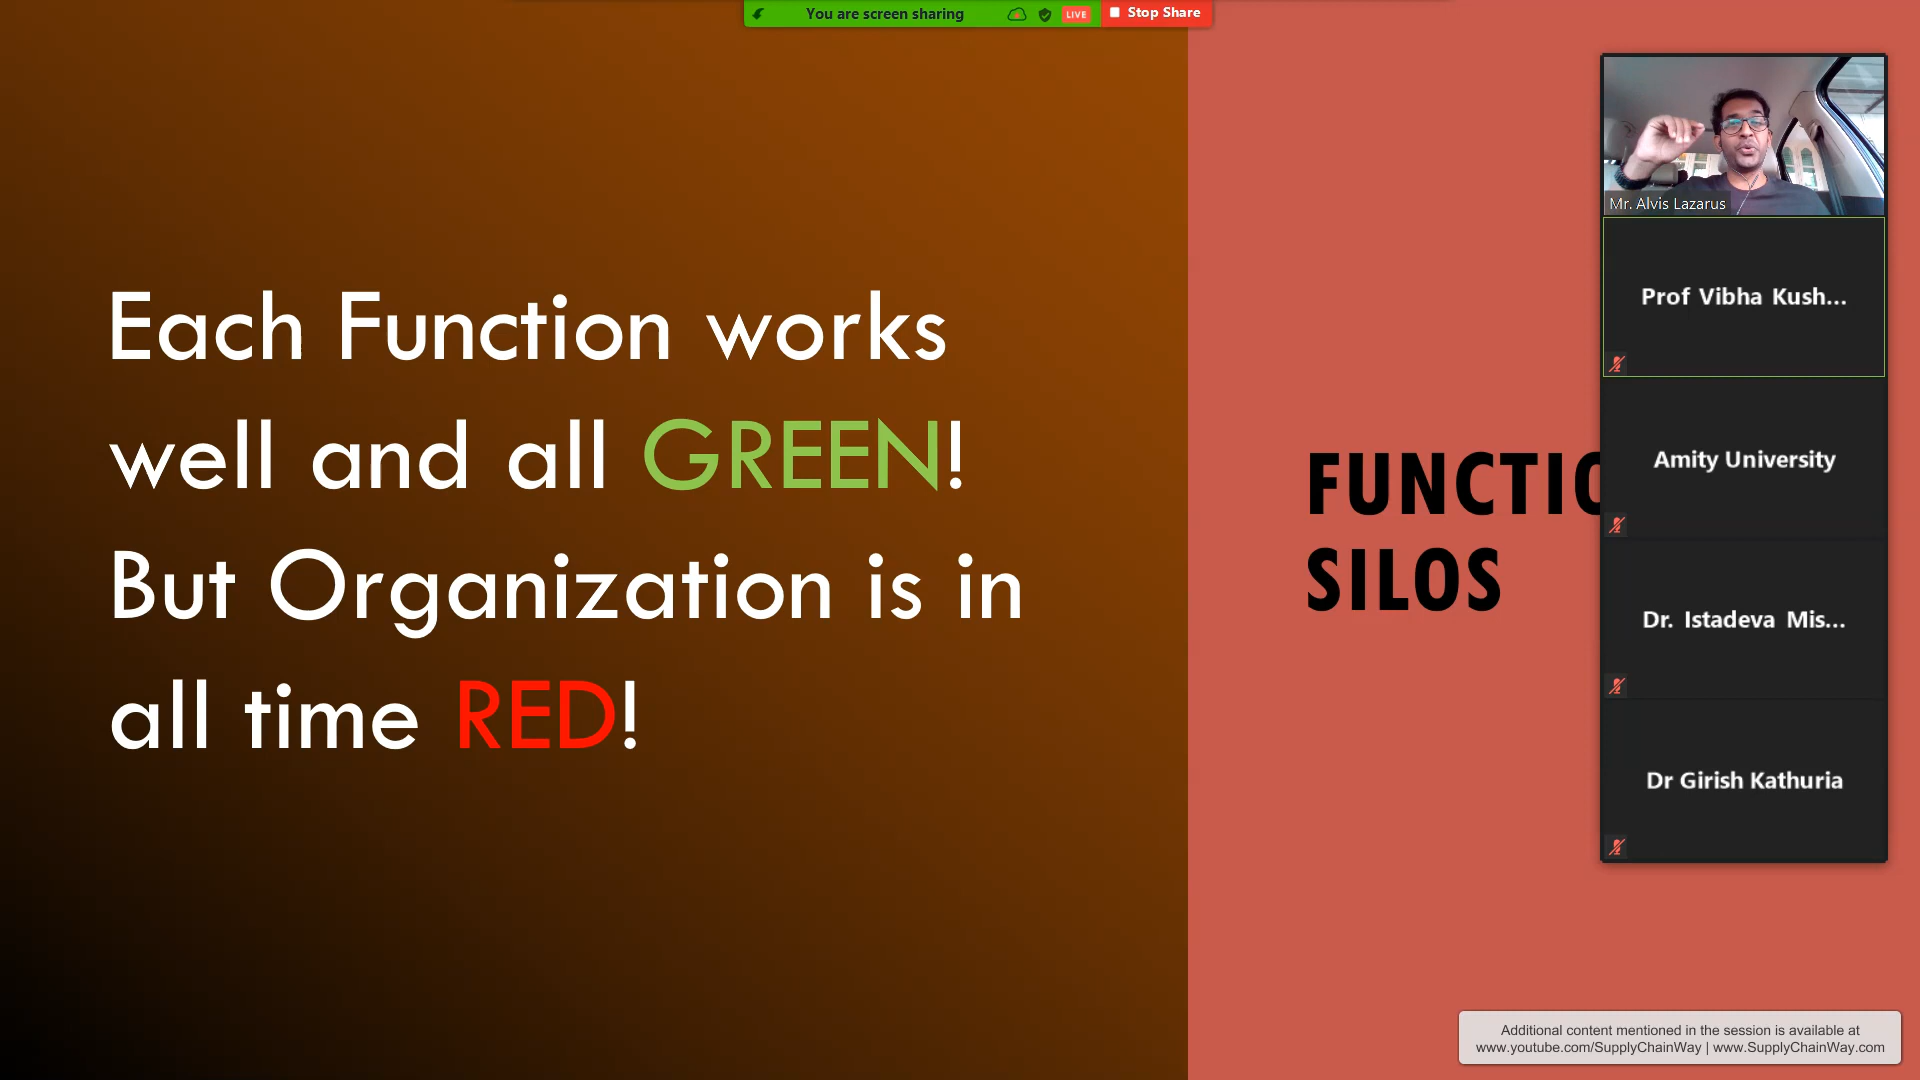 You are screen sharing
LIVE
Stop Share
Each Function works
well and all GREEN!
But Organization is in
all time RED!
FUNCTIO
SILOS
Mr. Alvis Lazarus
Prof Vibha Kush...
Amity University
Dr. Istadeva Mis...
Dr Girish Kathuria
Additional content mentioned in the session is available at
www.youtube.com/SupplyChainWay | www.SupplyChainWay.com